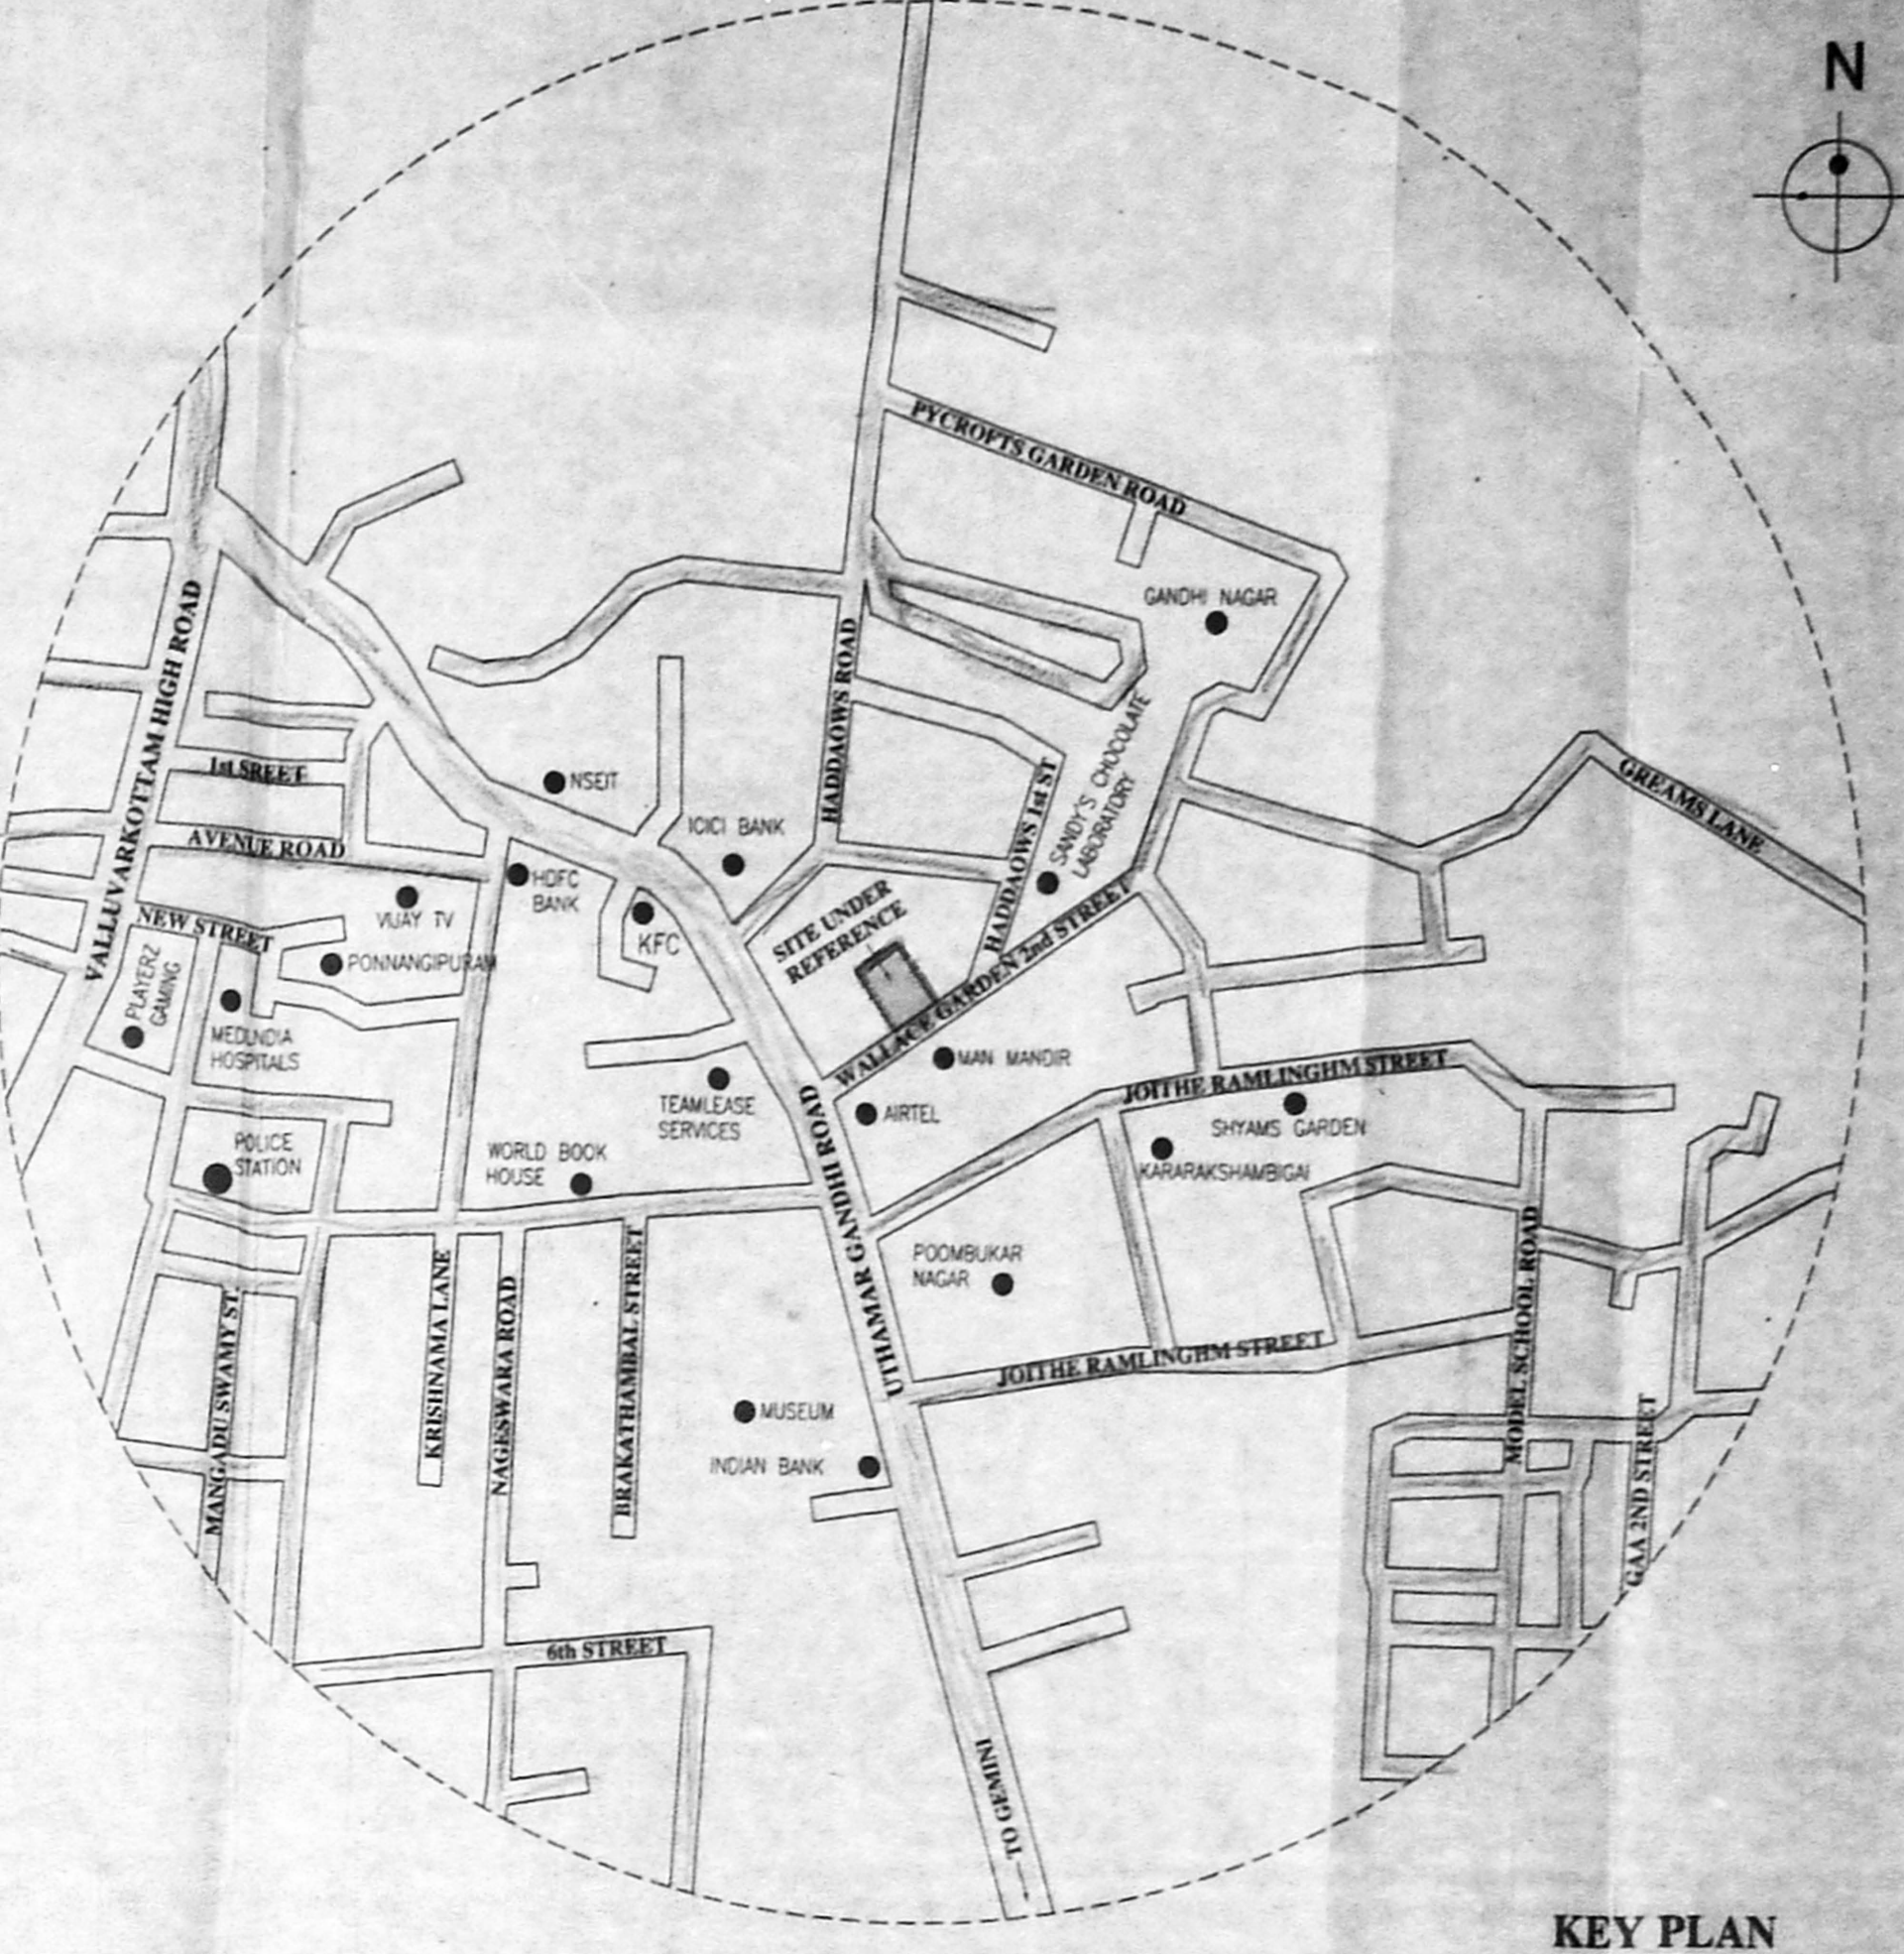 N
PYCROFTS GARDEN ROAD
GANDHI NAGAR
VALLUVARKOTTAM HIGH ROAD
HADDAOWS ROAD
SANDY'S CHOCOLATE
LABORATORY
HADDAOWS 1st ST
GREAMS LANE
1st SREET
NSEIT
ICICI BANK
AVENUE ROAD
HDFC
BANK
VIJAY TV
KFC
SITE UNDER
REFERENCE
NEW STREET
PONNANGIPURAM
PLAYERZ
GAMING
MEDINDIA
HOSPITALS
WALLACE GARDEN 2nd STREET
MAN MANDIR
JOITHE RAMLINGHM STREET
TEAMLEASE
SERVICES
AIRTEL
SHYAMS GARDEN
POLICE
STATION
WORLD BOOK
HOUSE
KARARAKSHAMBIGAI
UTHAMAR GANDHI ROAD
POOMBUKAR
NAGAR
KRISHNAMA LANE
NAGESWARA ROAD
BRAKATHAMBAL STREET
MANGADU SWAMY ST.
MODEL SCHOOL ROAD
JOITHE RAMLINGHM STREET
MUSEUM
INDIAN BANK
GAA 2ND STREET
6th STREET
TO GEMINI
KEY PLAN